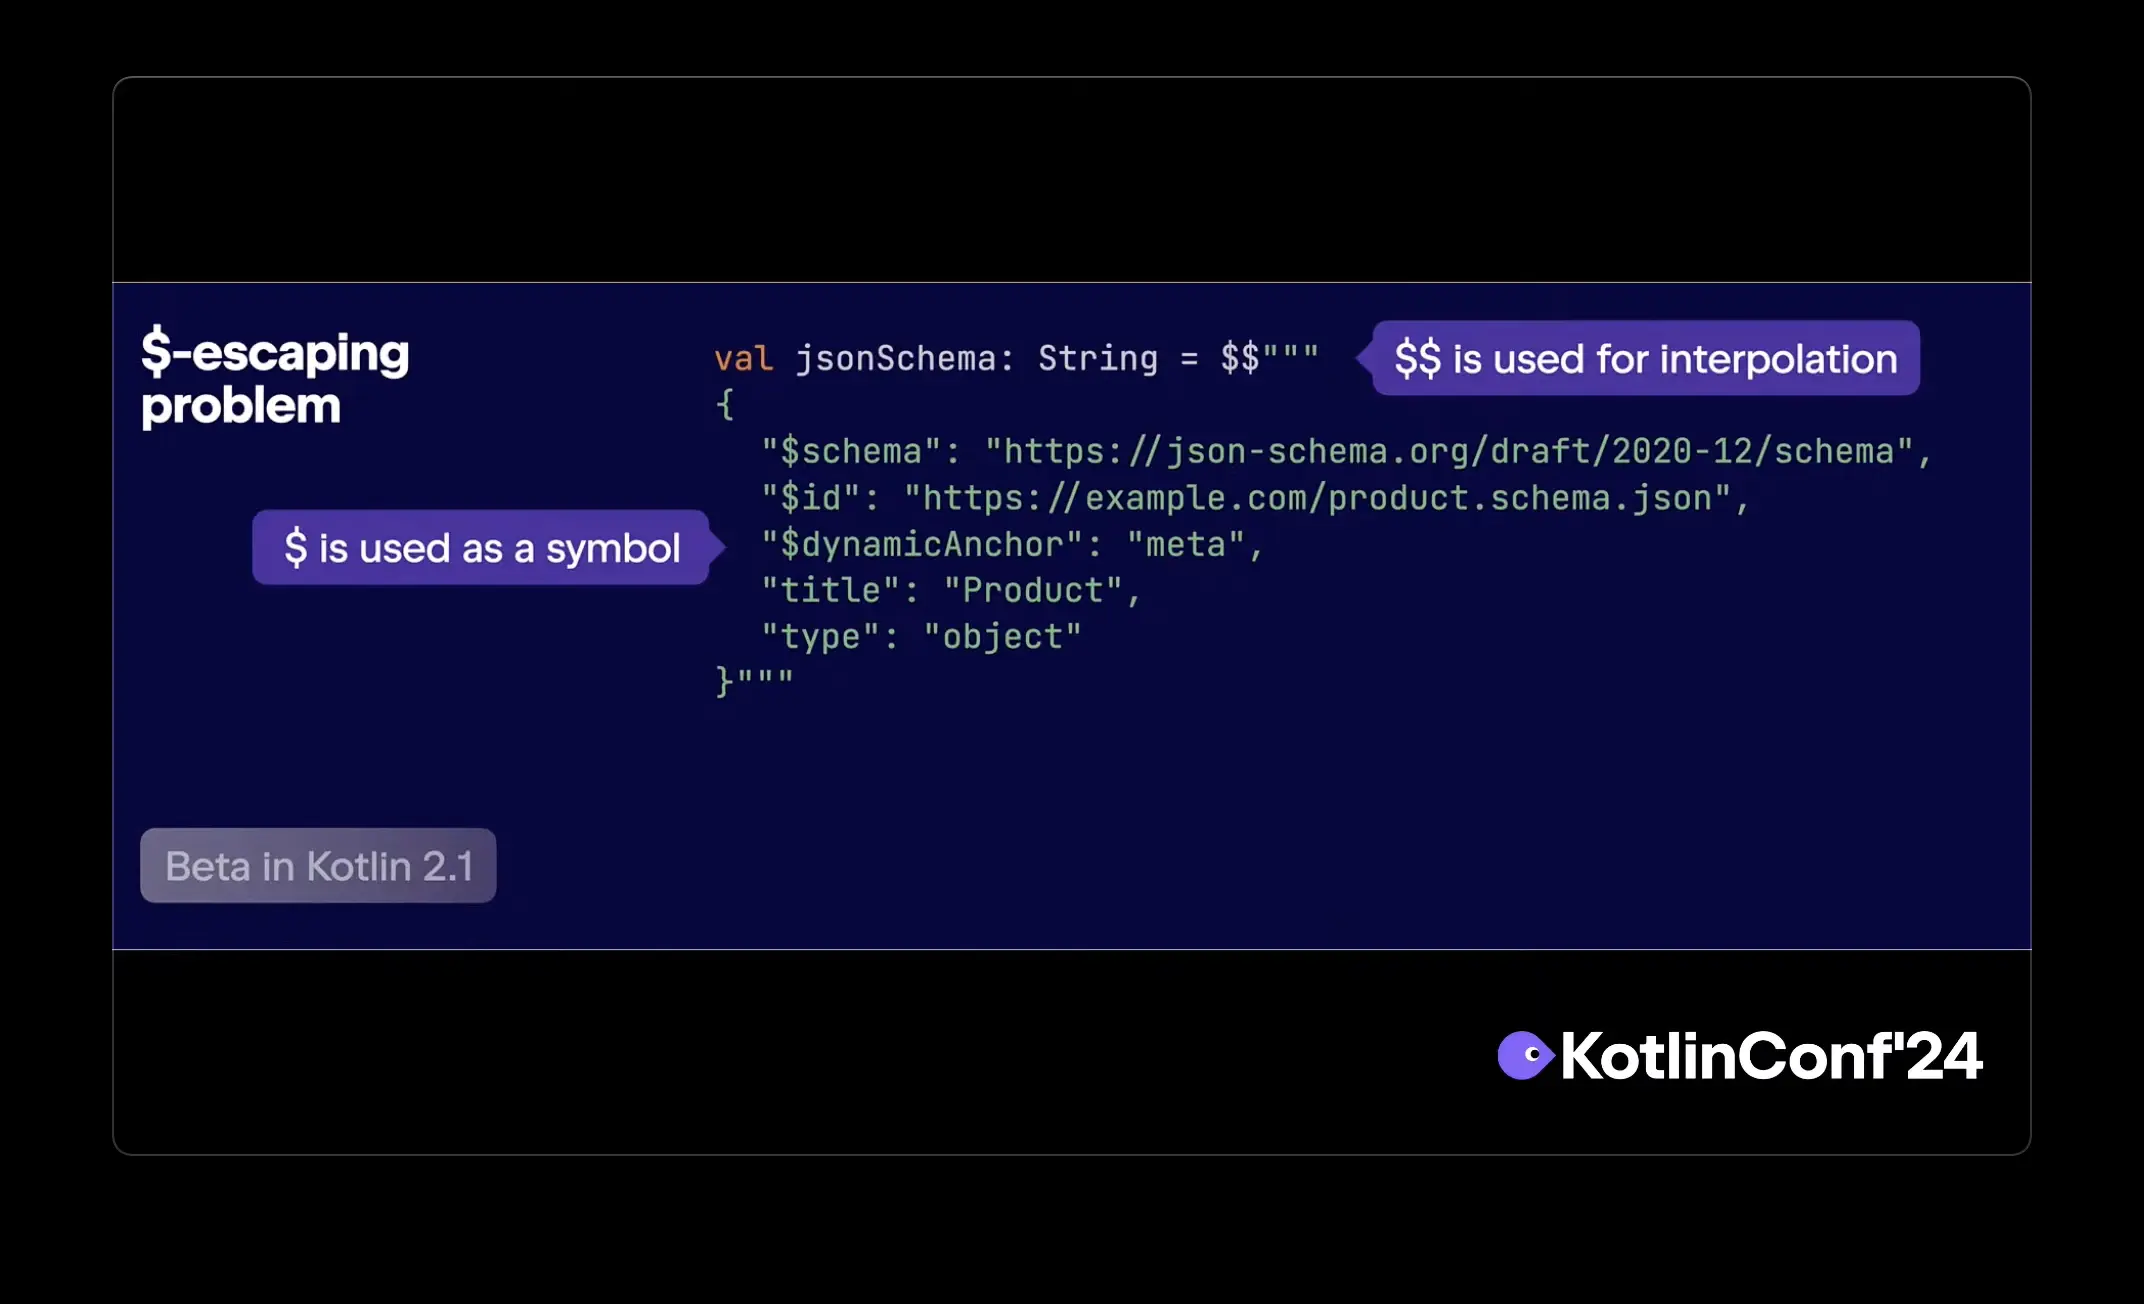 $-escaping
problem
val jsonSchema: String = $$"""
$$ is used for interpolation
{
"$schema": "https://json-schema.org/draft/2020-12/schema",
"$id": "https://example.com/product.schema.json",
$ is used as a symbol
"$dynamicAnchor": "meta",
"title": "Product",
"type": "object"
}"""
Beta in Kotlin 2.1
KotlinConf'24